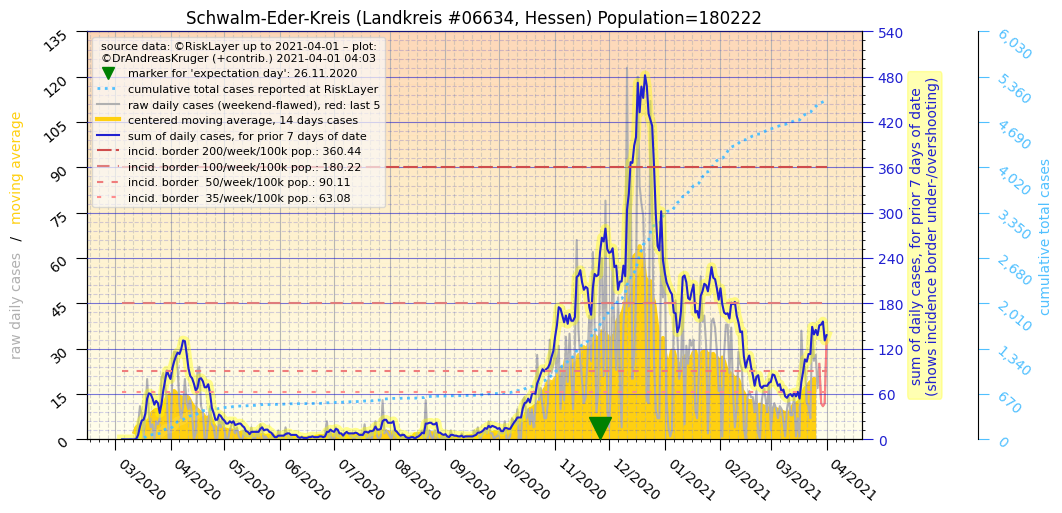 Schwalm-Eder-Kreis (Landkreis #06634, Hessen) Population=180222
source data: ©RiskLayer up to 2021-04-01 – plot:
©DrAndreasKruger (+contrib.) 2021-04-01 04:03
marker for 'expectation day': 26.11.2020
cumulative total cases reported at RiskLayer
raw daily cases (weekend-flawed), red: last 5
centered moving average, 14 days cases
sum of daily cases, for prior 7 days of date
incid. border 200/week/100k pop.: 360.44
incid. border 100/week/100k pop.: 180.22
incid. border  50/week/100k pop.: 90.11
incid. border  35/week/100k pop.: 63.08
raw daily cases / moving average
135
120
105
90
75
60
45
30
15
0
03/2020
04/2020
05/2020
06/2020
07/2020
08/2020
09/2020
10/2020
11/2020
12/2020
01/2021
02/2021
03/2021
04/2021
540
480
420
360
300
240
180
120
60
0
sum of daily cases, for prior 7 days of date
(shows incidence border under-/overshooting)
6,030
5,360
4,690
4,020
3,350
2,680
2,010
1,340
670
0
cumulative total cases